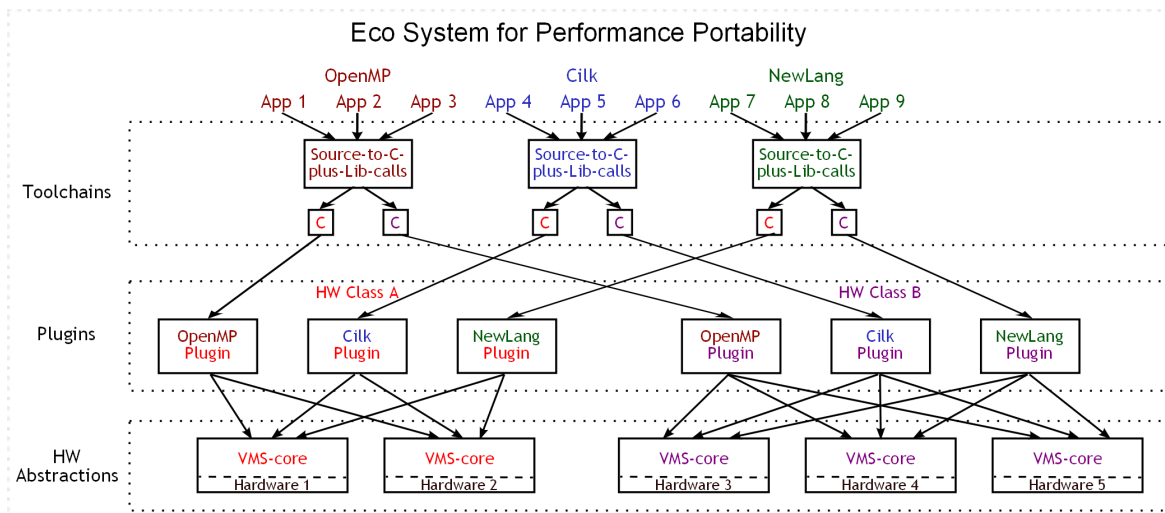 Eco System for Performance Portability
OpenMP Cilk NewLang
App 1 App 2 App 3 App 4 App 5 App 6 App 7 App 8 App 9
Toolchains
Source-to-C-
plus-Lib-calls
Source-to-C-
plus-Lib-calls
Source-to-C-
plus-Lib-calls
C C C C C C
HW Class A HW Class B
Plugins
OpenMP
Plugin
Cilk
Plugin
NewLang
Plugin
OpenMP
Plugin
Cilk
Plugin
NewLang
Plugin
HW
Abstractions
VMS-core
Hardware 1
VMS-core
Hardware 2
VMS-core
Hardware 3
VMS-core
Hardware 4
VMS-core
Hardware 5